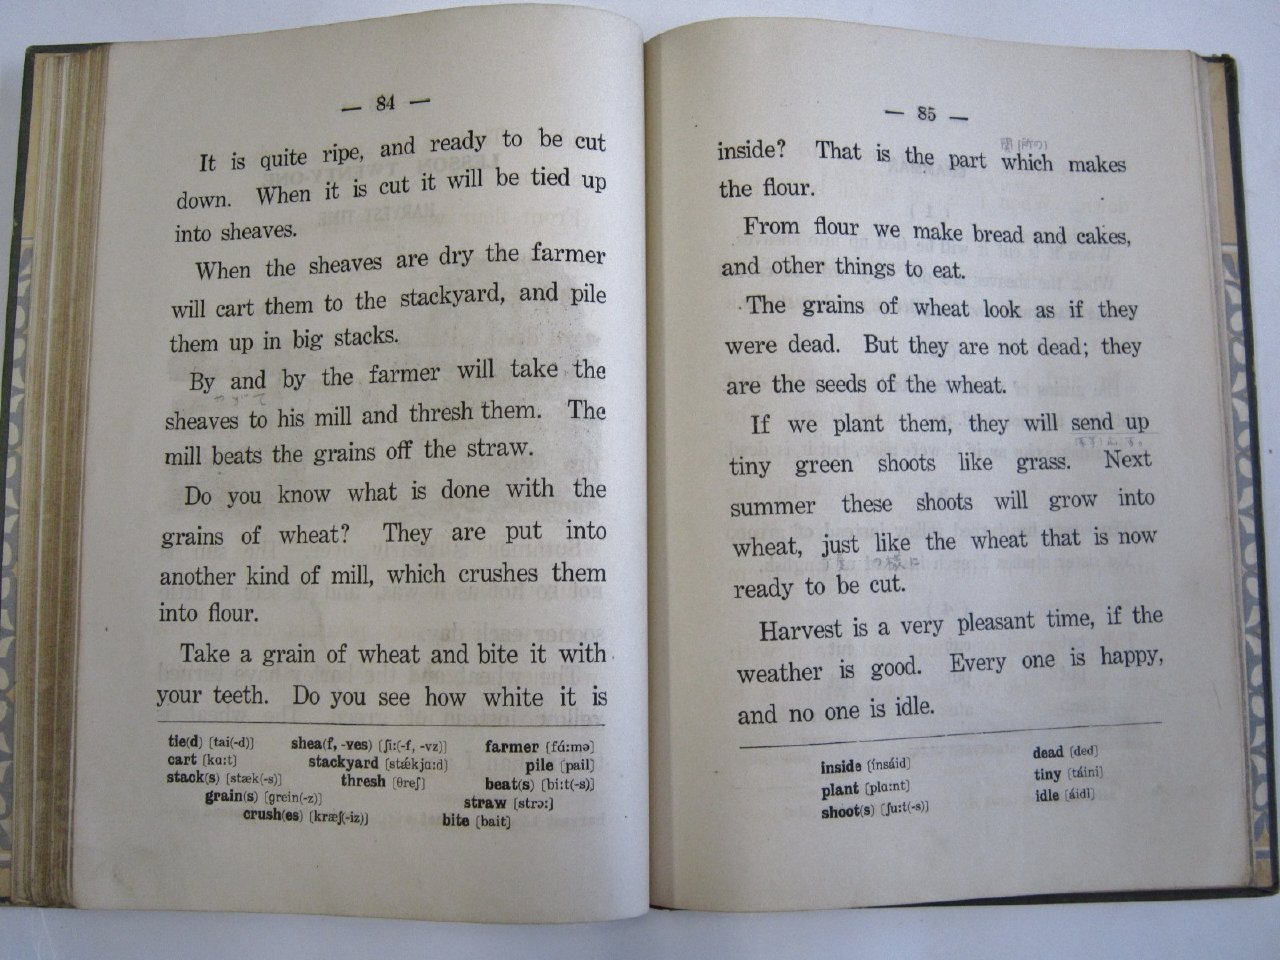 — 84 —
It is quite ripe, and ready to be cut
down. When it is cut it will be tied up
into sheaves.
When the sheaves are dry the farmer
will cart them to the stackyard, and pile
them up in big stacks.
By and by the farmer will take the
sheaves to his mill and thresh them. The
mill beats the grains off the straw.
Do you know what is done with the
grains of wheat? They are put into
another kind of mill, which crushes them
into flour.
Take a grain of wheat and bite it with
your teeth. Do you see how white it is
tie(d) [tai(-d)] shea(f, -ves) [ʃiː(-f, -vz)] farmer [fáːmə]
cart [kɑːt] stackyard [stǽkjɑːd] pile [pail]
stack(s) [stæk(-s)] thresh [θreʃ] beat(s) [biːt(-s)]
grain(s) [grein(-z)] straw [strɔː]
crush(es) [kræʃ(-iz)] bite [bait]
— 85 —
inside? That is the part which makes
the flour.
From flour we make bread and cakes,
and other things to eat.
The grains of wheat look as if they
were dead. But they are not dead; they
are the seeds of the wheat.
If we plant them, they will send up
tiny green shoots like grass. Next
summer these shoots will grow into
wheat, just like the wheat that is now
ready to be cut.
Harvest is a very pleasant time, if the
weather is good. Every one is happy,
and no one is idle.
inside [ínsáid] dead [ded]
plant [plɑːnt] tiny [táini]
shoot(s) [ʃuːt(-s)] idle [áidl]